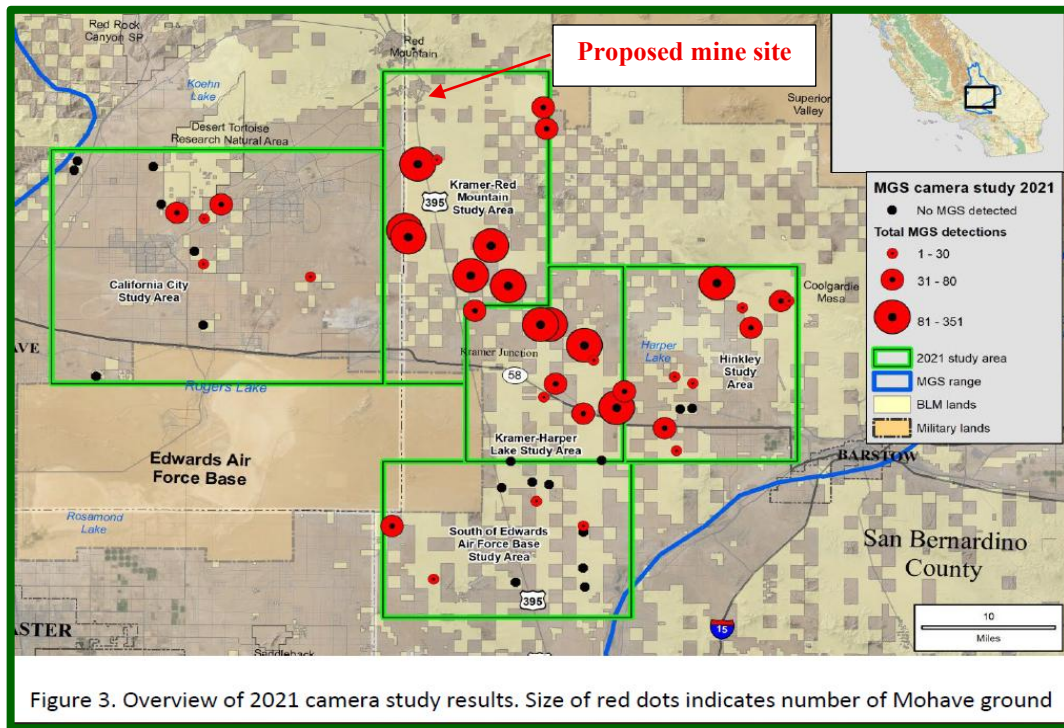 Red Rock
Canyon SP
Red
Mountain
Proposed mine site
Koehn
Lake
Superior
Valley
Desert Tortoise
Research Natural Area
Kramer-Red
Mountain
Study Area
395
California City
Study Area
MGS camera study 2021
No MGS detected
Total MGS detections
1 - 30
31 - 80
81 - 351
2021 study area
MGS range
BLM lands
Military lands
Coolgardie
Mesa
Harper
Lake
Hinkley
Study
Area
AVE
Kramer Junction
58
Rogers Lake
Kramer-Harper
Lake Study Area
BARSTOW
Edwards Air
Force Base
Rosamond
Lake
South of Edwards
Air Force Base
Study Area
San Bernardino
County
395
15
10
Miles
ASTER
Saddleback
Figure 3. Overview of 2021 camera study results. Size of red dots indicates number of Mohave ground